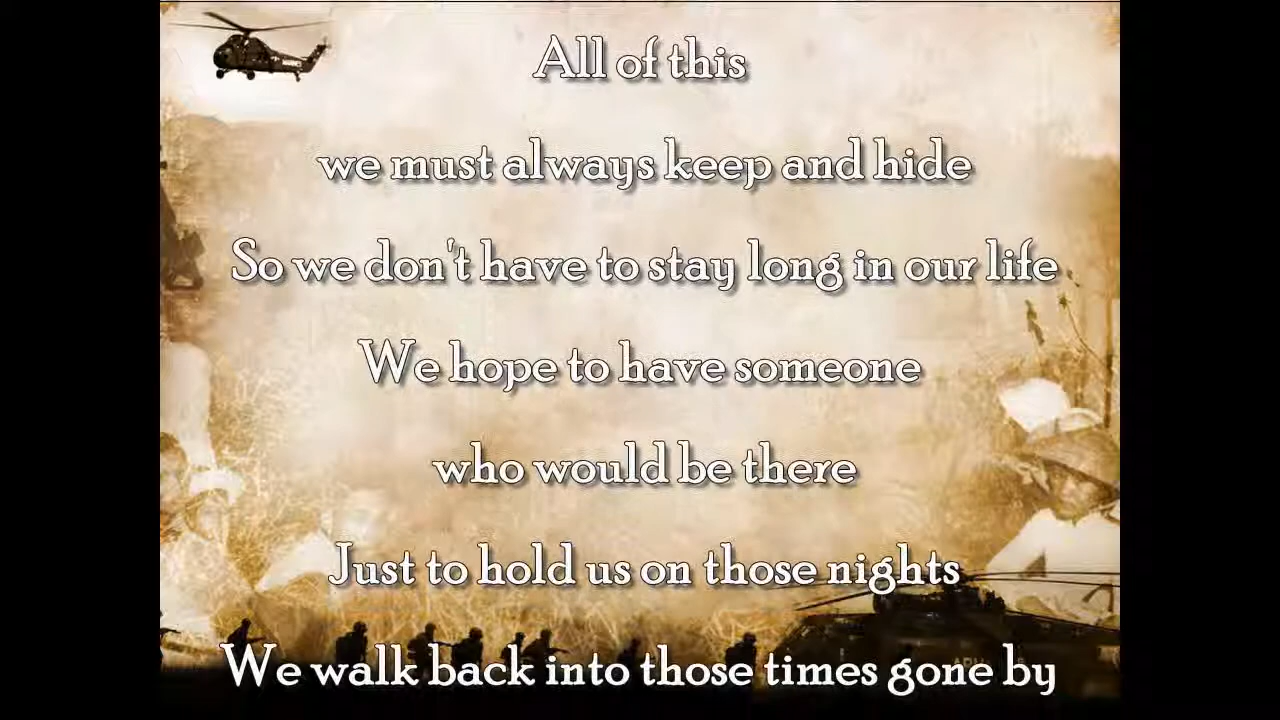 All of this
we must always keep and hide
So we don't have to stay long in our life
We hope to have someone
who would be there
Just to hold us on those nights
We walk back into those times gone by